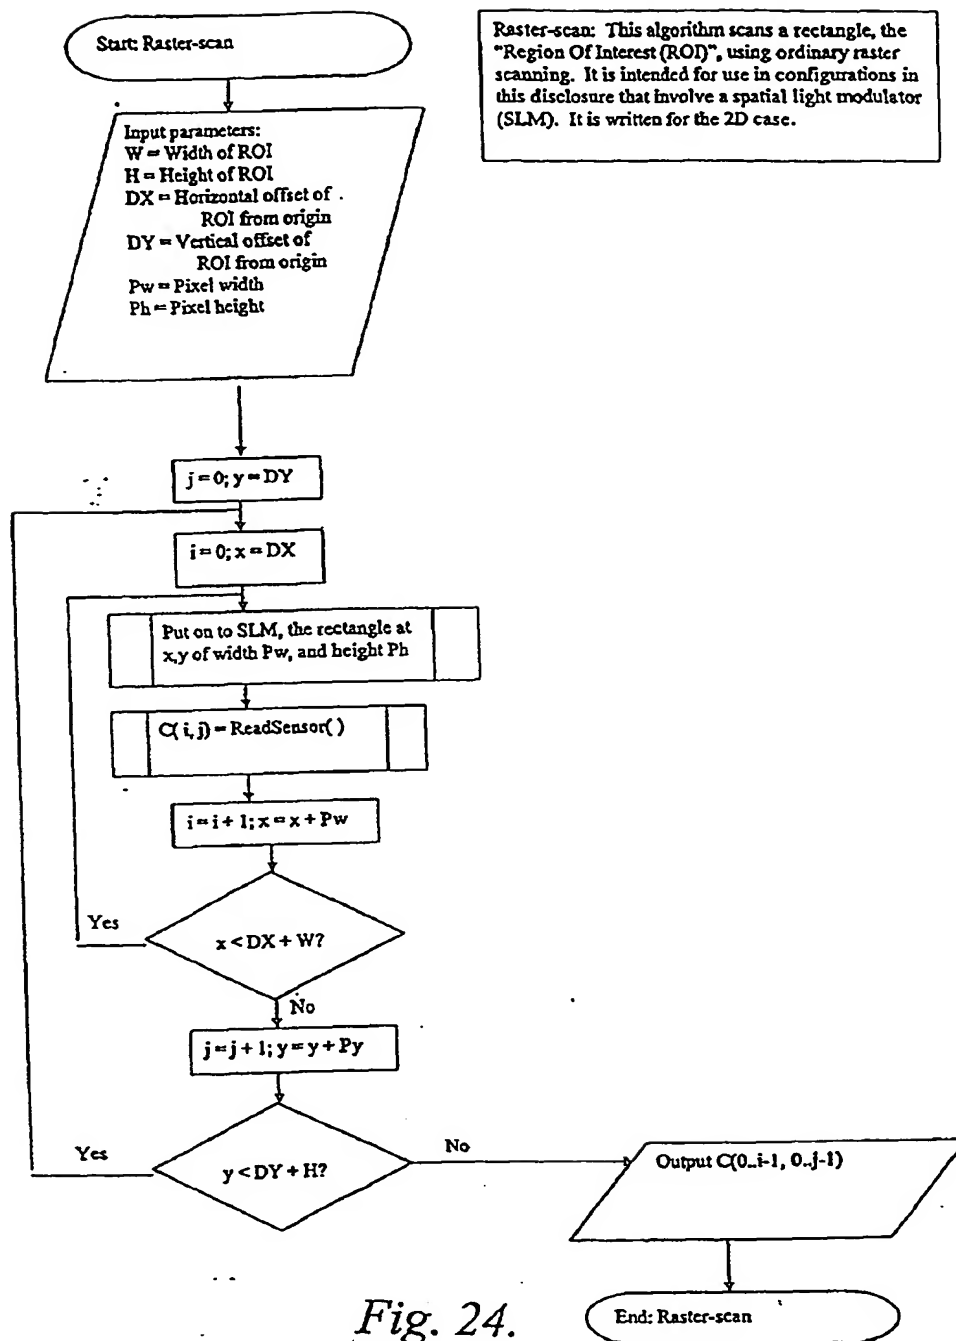 Start: Raster-scan
Raster-scan: This algorithm scans a rectangle, the
"Region Of Interest (ROI)", using ordinary raster
scanning. It is intended for use in configurations in
this disclosure that involve a spatial light modulator
(SLM). It is written for the 2D case.
Input parameters:
W = Width of ROI
H = Height of ROI
DX = Horizontal offset of
ROI from origin
DY = Vertical offset of
ROI from origin
Pw = Pixel width
Ph = Pixel height
j = 0; y = DY
i = 0; x = DX
Put on to SLM, the rectangle at
x,y of width Pw, and height Ph
C( i, j) = ReadSensor( )
i = i + 1; x = x + Pw
Yes
x < DX + W?
No
j = j + 1; y = y + Py
Yes
y < DY + H?
No
Output C(0..i-1, 0..j-1)
End: Raster-scan
Fig. 24.